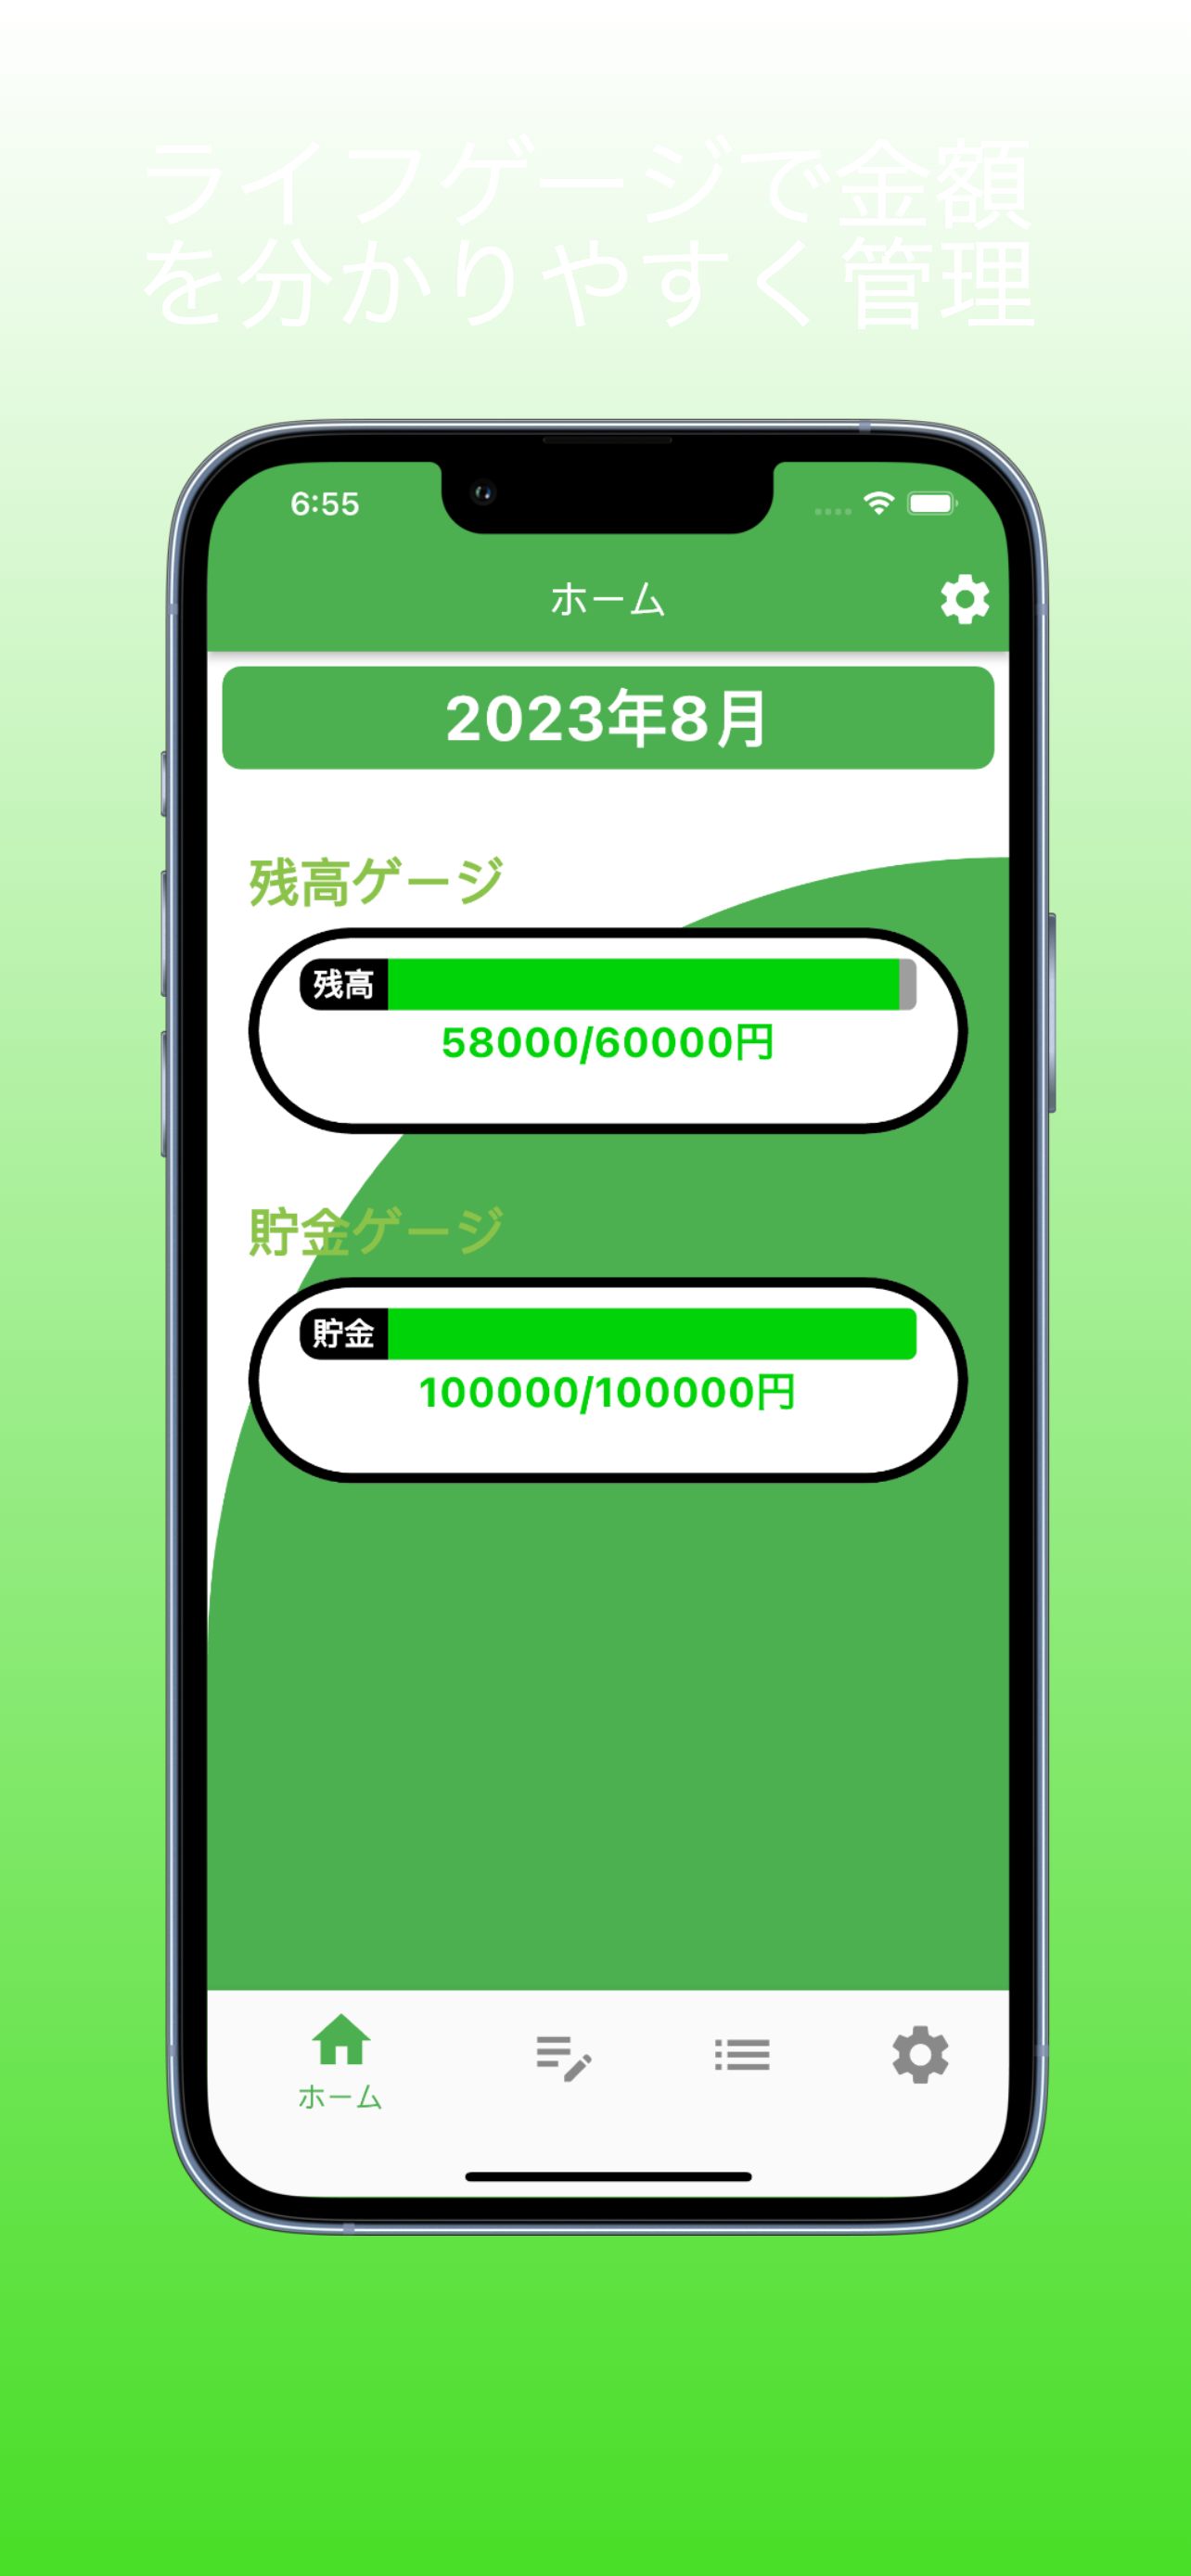 ライフゲージで金額
を分かりやすく管理
6:55
ホーム
2023年8月
残高ゲージ
残高
58000/60000円
貯金ゲージ
貯金
100000/100000円
ホーム